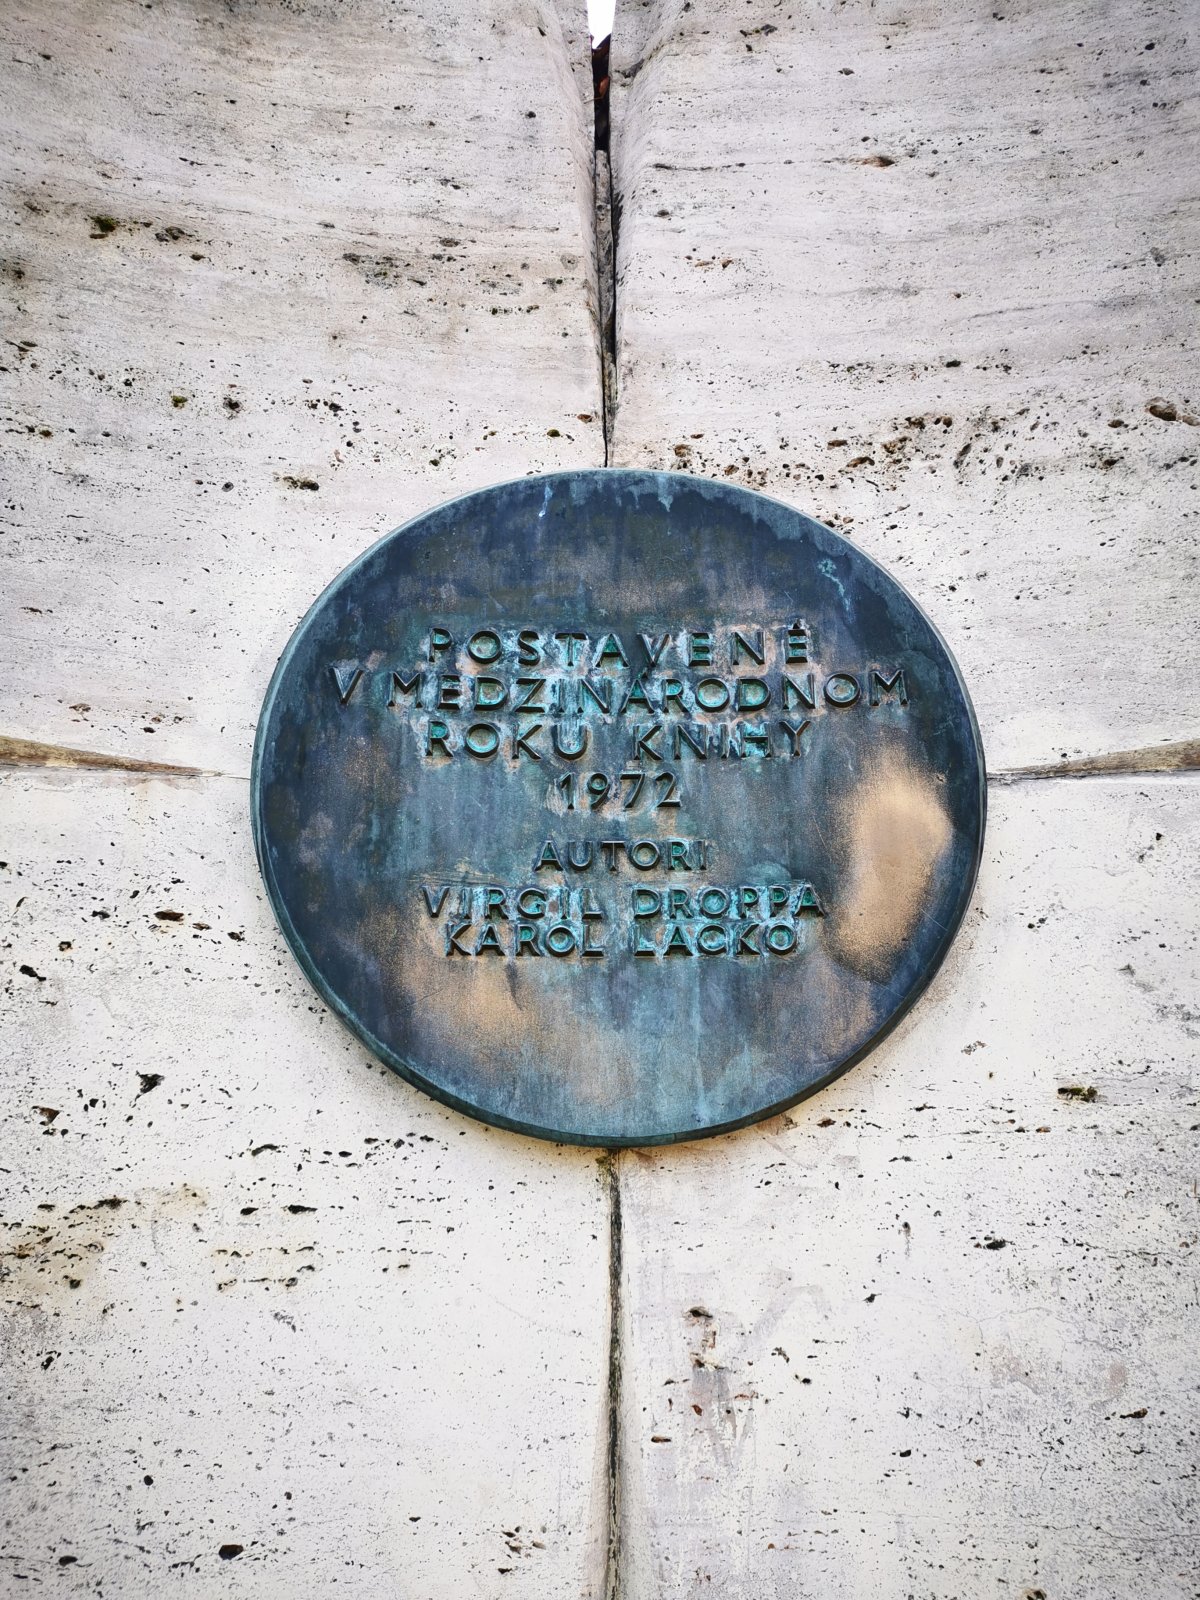 POSTAVENÉ
V MEDZINÁRODNOM
ROKU KNIHY
1972
AUTORI
VIRGIL DROPPA
KAROL LACKO